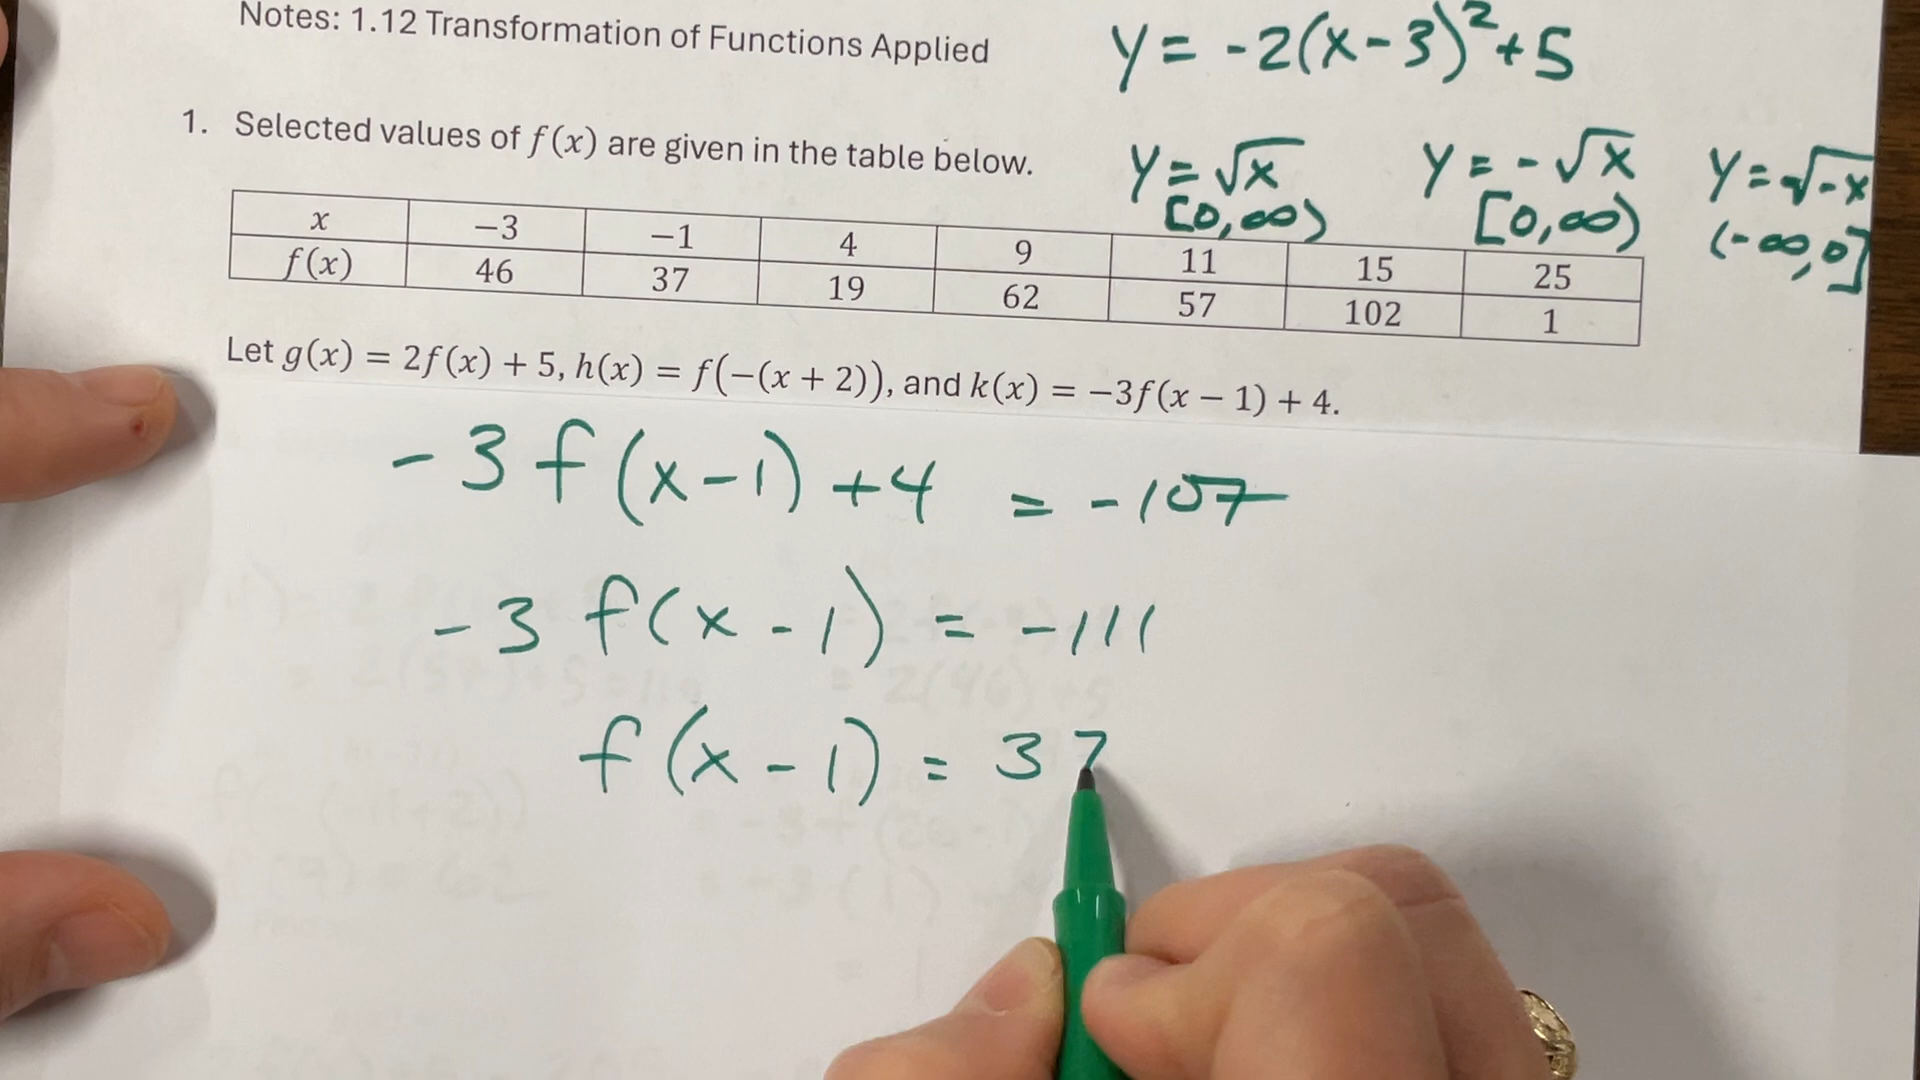 Notes: 1.12 Transformation of Functions Applied
y = -2(x-3)²+5
1. Selected values of f(x) are given in the table below.
y = √x y = -√x y = √-x
[0,∞) [0,∞) (-∞,0]
x −3 −1 4 9 11 15 25
f(x) 46 37 19 62 57 102 1
Let g(x) = 2f(x) + 5, h(x) = f(−(x + 2)), and k(x) = −3f(x − 1) + 4.
-3f(x-1)+4 = -107
-3f(x-1) = -111
f(x-1) = 37